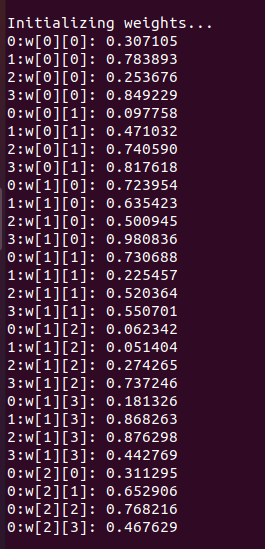 Initializing weights...
0:w[0][0]: 0.307105
1:w[0][0]: 0.783893
2:w[0][0]: 0.253676
3:w[0][0]: 0.849229
0:w[0][1]: 0.097758
1:w[0][1]: 0.471032
2:w[0][1]: 0.740590
3:w[0][1]: 0.817618
0:w[1][0]: 0.723954
1:w[1][0]: 0.635423
2:w[1][0]: 0.500945
3:w[1][0]: 0.980836
0:w[1][1]: 0.730688
1:w[1][1]: 0.225457
2:w[1][1]: 0.520364
3:w[1][1]: 0.550701
0:w[1][2]: 0.062342
1:w[1][2]: 0.051404
2:w[1][2]: 0.274265
3:w[1][2]: 0.737246
0:w[1][3]: 0.181326
1:w[1][3]: 0.868263
2:w[1][3]: 0.876298
3:w[1][3]: 0.442769
0:w[2][0]: 0.311295
0:w[2][1]: 0.652906
0:w[2][2]: 0.768216
0:w[2][3]: 0.467629